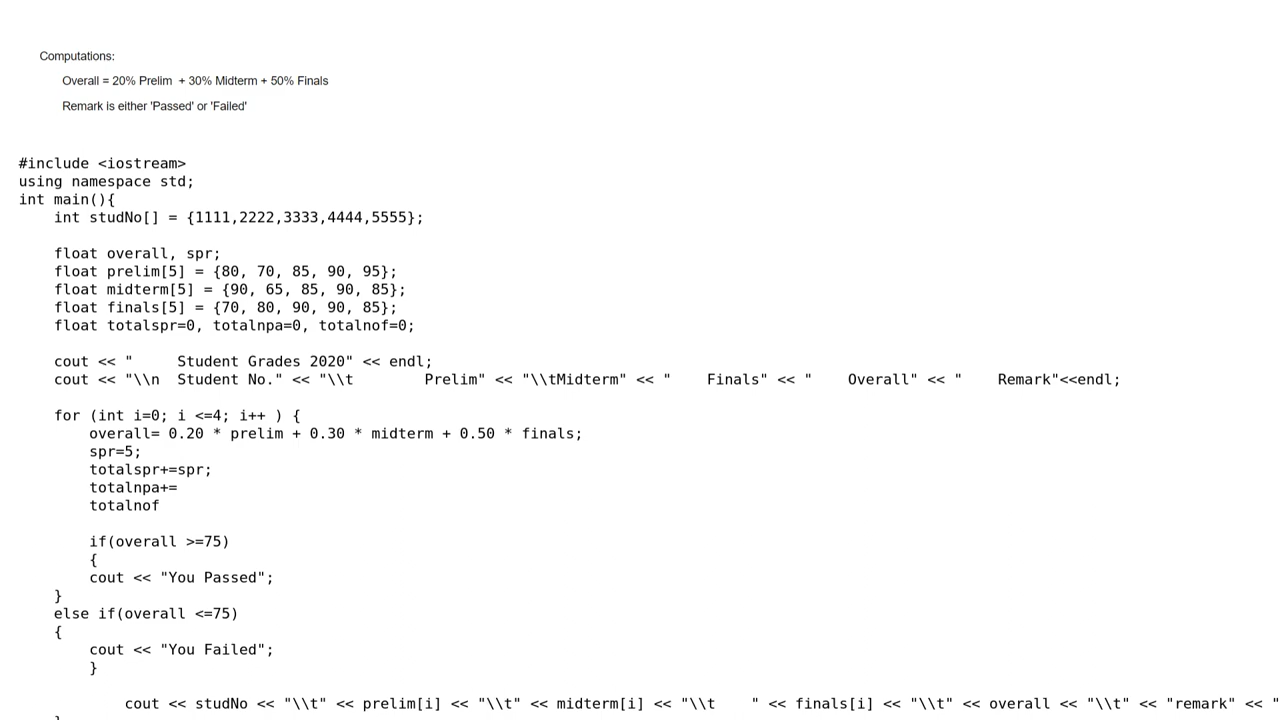 Computations:
Overall = 20% Prelim  + 30% Midterm + 50% Finals
Remark is either 'Passed' or 'Failed'
#include <iostream>
using namespace std;
int main(){
    int studNo[] = {1111,2222,3333,4444,5555};
    float overall, spr;
    float prelim[5] = {80, 70, 85, 90, 95};
    float midterm[5] = {90, 65, 85, 90, 85};
    float finals[5] = {70, 80, 90, 90, 85};
    float totalspr=0, totalnpa=0, totalnof=0;
    cout << "     Student Grades 2020" << endl;
    cout << "\\n  Student No." << "\\t        Prelim" << "\\tMidterm" << "    Finals" << "    Overall" << "    Remark"<<endl;
    for (int i=0; i <=4; i++ ) {
        overall= 0.20 * prelim + 0.30 * midterm + 0.50 * finals;
        spr=5;
        totalspr+=spr;
        totalnpa+=
        totalnof
        if(overall >=75)
        {
        cout << "You Passed";
    }
    else if(overall <=75)
    {
        cout << "You Failed";
        }
            cout << studNo << "\\t" << prelim[i] << "\\t" << midterm[i] << "\\t    " << finals[i] << "\\t" << overall << "\\t" << "remark" << "